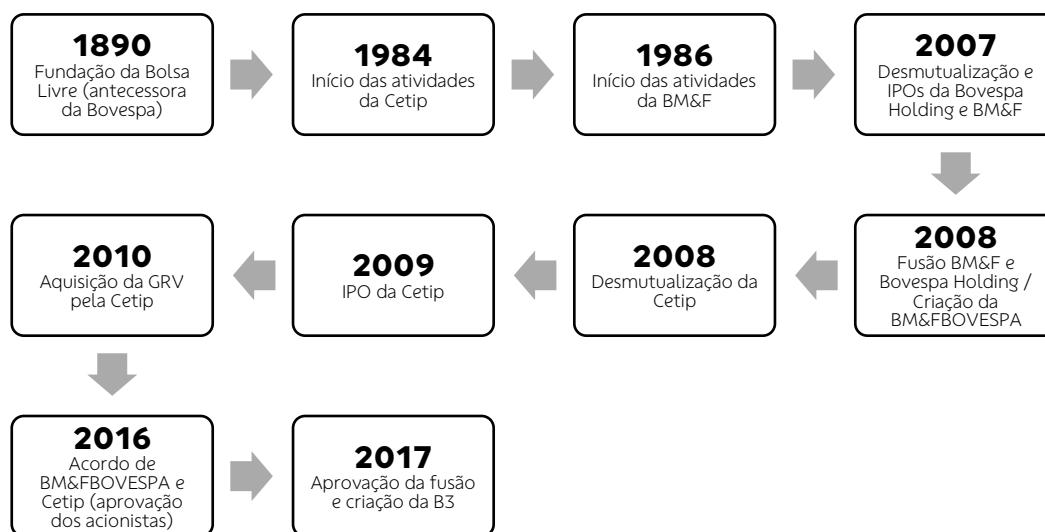 1890
Fundação da Bolsa
Livre (antecessora
da Bovespa)
1984
Início das atividades
da Cetip
1986
Início das atividades
da BM&F
2007
Desmutualização e
IPOs da Bovespa
Holding e BM&F
2008
Fusão BM&F e
Bovespa Holding /
Criação da
BM&FBOVESPA
2008
Desmutualização da
Cetip
2009
IPO da Cetip
2010
Aquisição da GRV
pela Cetip
2016
Acordo de
BM&FBOVESPA e
Cetip (aprovação
dos acionistas)
2017
Aprovação da fusão
e criação da B3